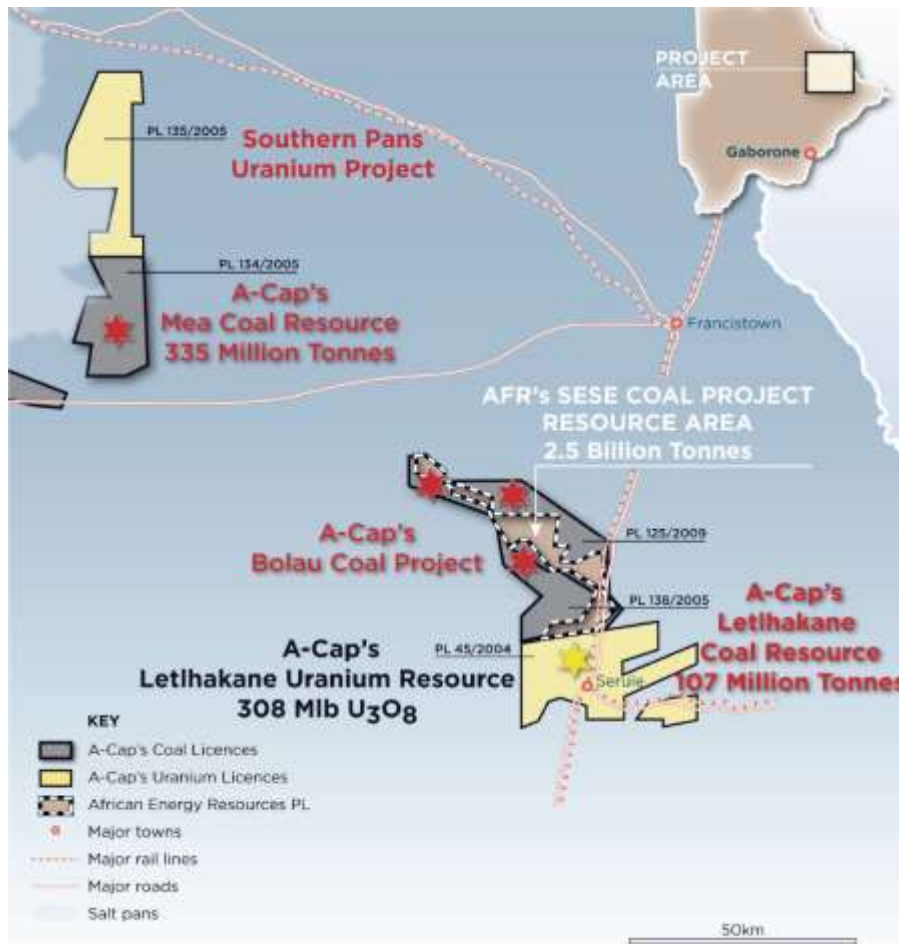 PROJECT
AREA
Gaborone
PL 135/2005
Southern Pans
Uranium Project
PL 134/2005
A-Cap's
Mea Coal Resource
335 Million Tonnes
Francistown
AFR's SESE COAL PROJECT
RESOURCE AREA
2.5 Billion Tonnes
A-Cap's
Bolau Coal Project
PL 125/2009
PL 138/2005
A-Cap's
Letlhakane
Coal Resource
107 Million Tonnes
PL 45/2004
A-Cap's
Letlhakane Uranium Resource
308 Mlb U3O8
Serule
KEY
A-Cap's Coal Licences
A-Cap's Uranium Licences
African Energy Resources PL
Major towns
Major rail lines
Major roads
Salt pans
50km